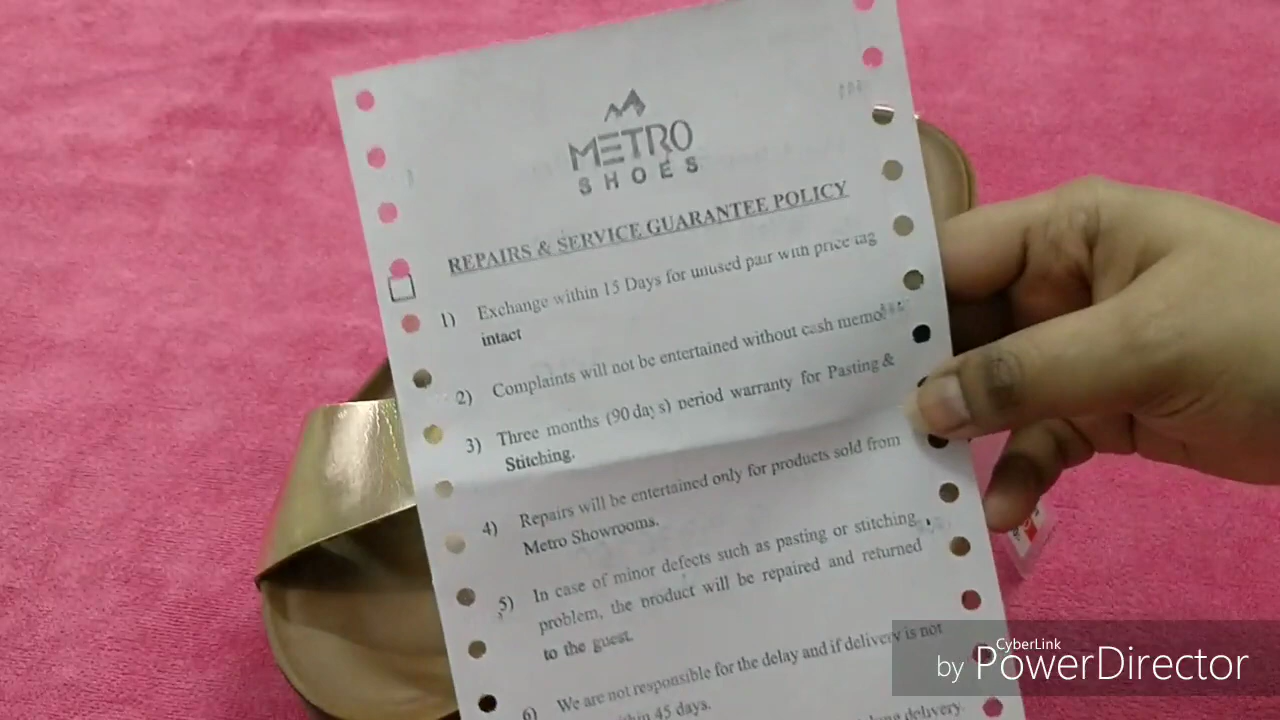 METRO
SHOES
REPAIRS & SERVICE GUARANTEE POLICY
1) Exchange within 15 Days for unused pair with price tag
intact
2) Complaints will not be entertained without cash memo
3) Three months (90 days) period warranty for Pasting &
Stitching.
4) Repairs will be entertained only for products sold from
Metro Showrooms.
5) In case of minor defects such as pasting or stitching
problem, the product will be repaired and returned
to the guest.
6) We are not responsible for the delay and if delivery is not
45 days.
delivery.
CyberLink
by PowerDirector